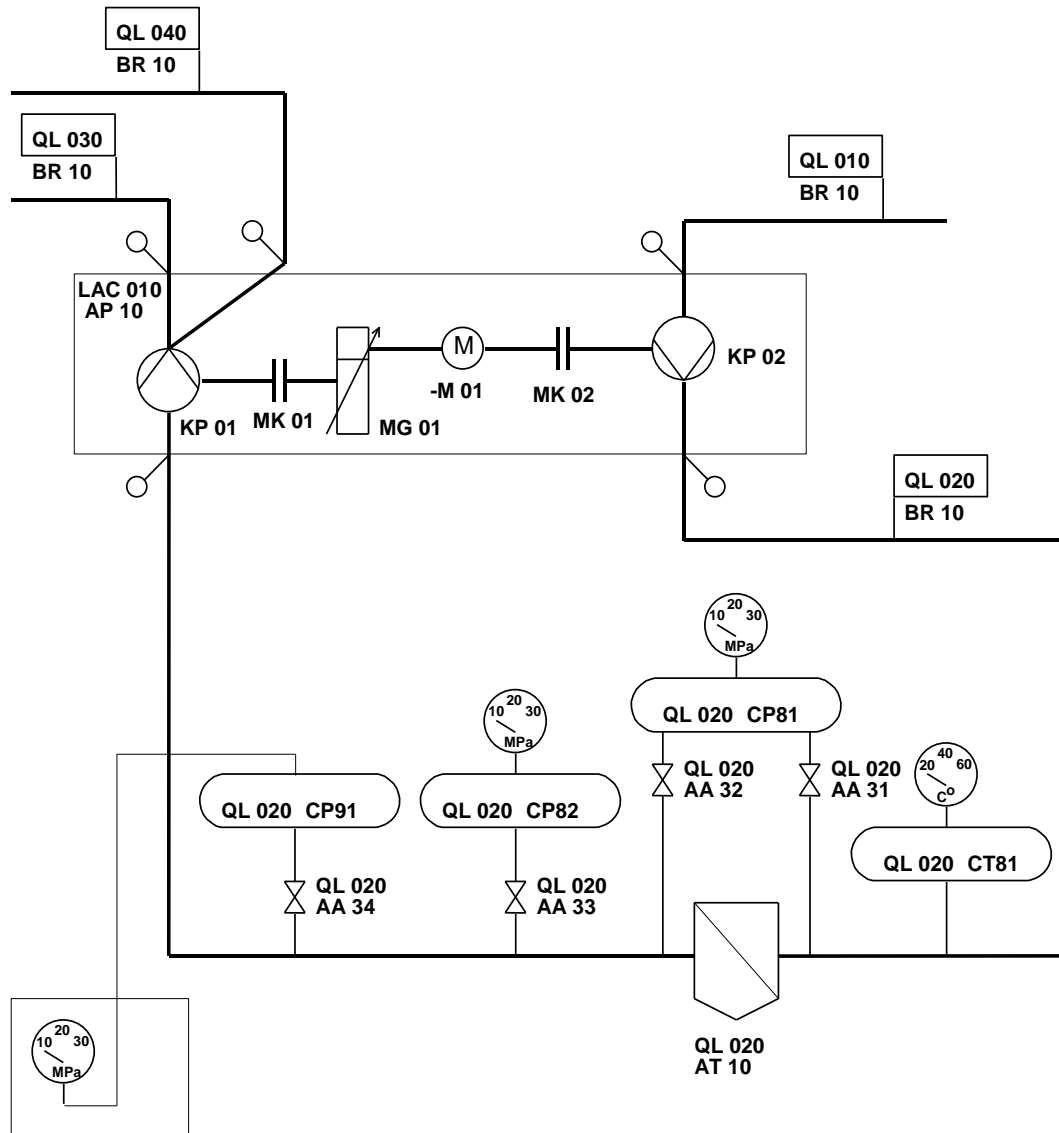 QL 040
BR 10
QL 030
BR 10
QL 010
BR 10
LAC 010
AP 10
M
KP 02
-M 01
MK 02
KP 01
MK 01
MG 01
QL 020
BR 10
10 20 30
MPa
QL 020 CP81
10 20 30
MPa
QL 020
AA 32
QL 020
AA 31
20 40 60
C°
QL 020 CP91
QL 020 CP82
QL 020 CT81
QL 020
AA 34
QL 020
AA 33
10 20 30
MPa
QL 020
AT 10